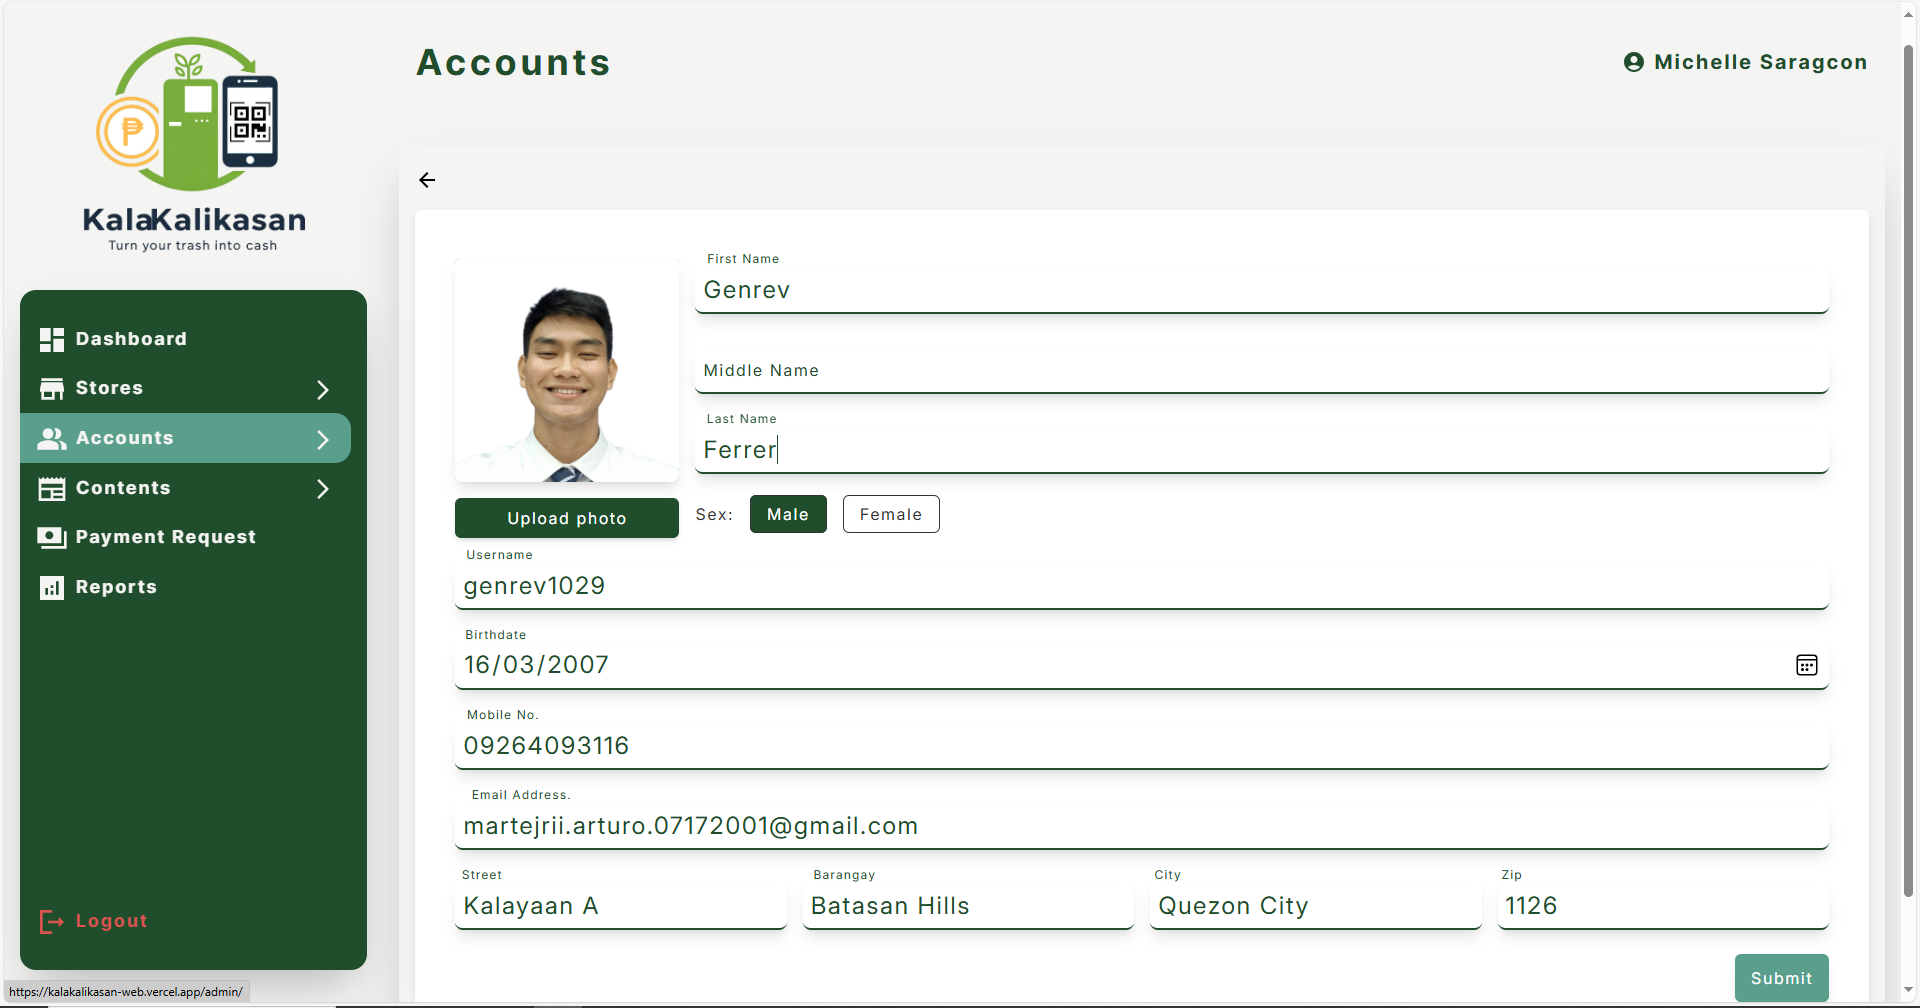 KalaKalikasan
Turn your trash into cash
Accounts
Michelle Saragcon
Dashboard
Stores
Accounts
Contents
Payment Request
Reports
Logout
First Name
Genrev
Middle Name
Last Name
Ferrer
Upload photo
Sex:
Male
Female
Username
genrev1029
Birthdate
16/03/2007
Mobile No.
09264093116
Email Address.
martejrii.arturo.07172001@gmail.com
Street
Barangay
City
Zip
Kalayaan A
Batasan Hills
Quezon City
1126
Submit
https://kalakalikasan-web.vercel.app/admin/